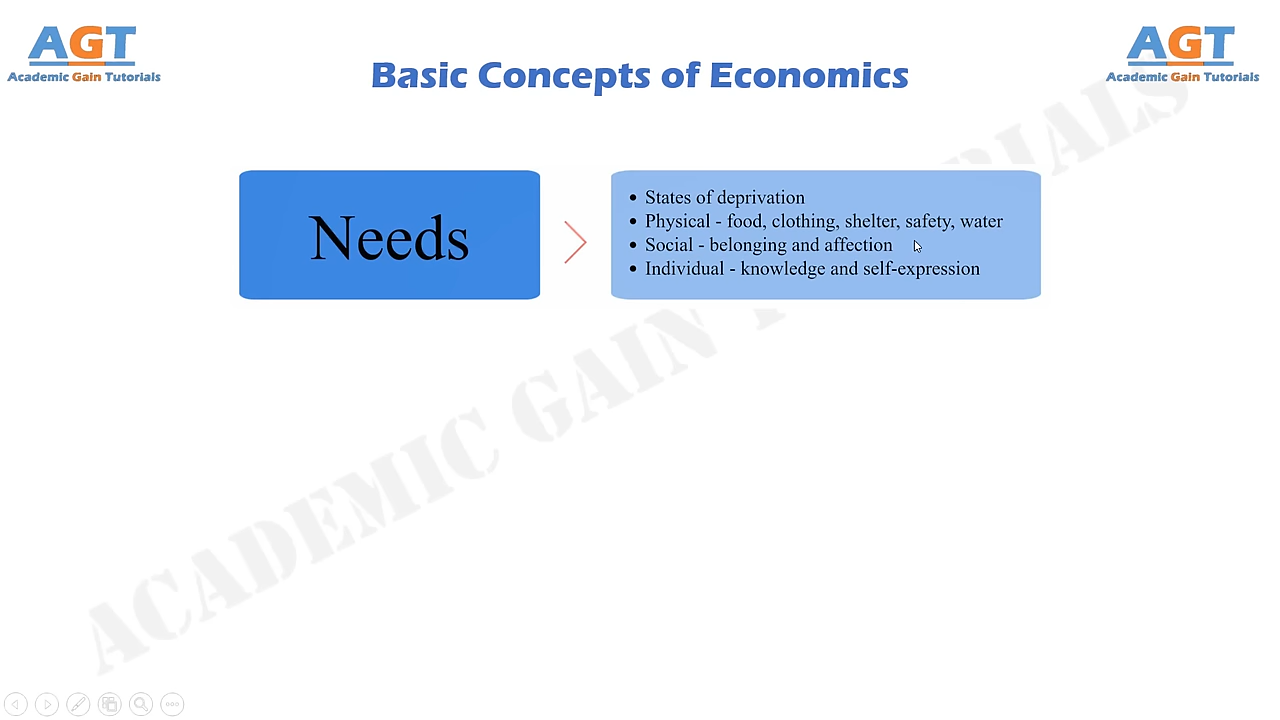 AGT
Academic Gain Tutorials
AGT
Academic Gain Tutorials
Basic Concepts of Economics
Needs
• States of deprivation
• Physical - food, clothing, shelter, safety, water
• Social - belonging and affection
• Individual - knowledge and self-expression
ACADEMIC GAIN T RIALS